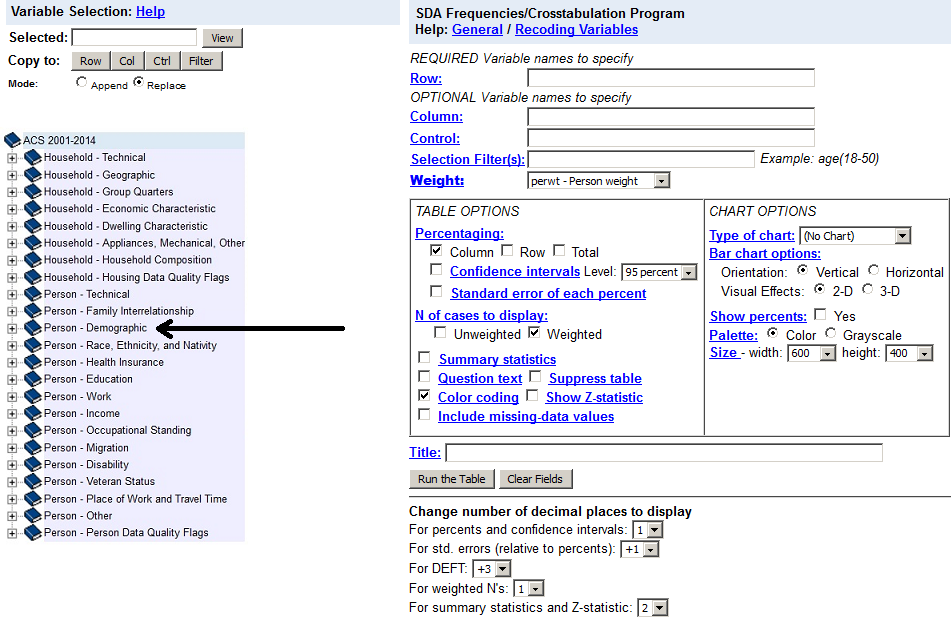 Variable Selection: Help
Selected: View
Copy to: Row Col Ctrl Filter
Mode: Append Replace
ACS 2001-2014
Household - Technical
Household - Geographic
Household - Group Quarters
Household - Economic Characteristic
Household - Dwelling Characteristic
Household - Appliances, Mechanical, Other
Household - Household Composition
Household - Housing Data Quality Flags
Person - Technical
Person - Family Interrelationship
Person - Demographic
Person - Race, Ethnicity, and Nativity
Person - Health Insurance
Person - Education
Person - Work
Person - Income
Person - Occupational Standing
Person - Migration
Person - Disability
Person - Veteran Status
Person - Place of Work and Travel Time
Person - Other
Person - Person Data Quality Flags
SDA Frequencies/Crosstabulation Program
Help: General / Recoding Variables
REQUIRED Variable names to specify
Row:
OPTIONAL Variable names to specify
Column:
Control:
Selection Filter(s): Example: age(18-50)
Weight: perwt - Person weight
TABLE OPTIONS
Percentaging:
Column Row Total
Confidence intervals Level: 95 percent
Standard error of each percent
N of cases to display:
Unweighted Weighted
Summary statistics
Question text Suppress table
Color coding Show Z-statistic
Include missing-data values
CHART OPTIONS
Type of chart: (No Chart)
Bar chart options:
Orientation: Vertical Horizontal
Visual Effects: 2-D 3-D
Show percents: Yes
Palette: Color Grayscale
Size - width: 600 height: 400
Title:
Run the Table Clear Fields
Change number of decimal places to display
For percents and confidence intervals: 1
For std. errors (relative to percents): +1
For DEFT: +3
For weighted N's: 1
For summary statistics and Z-statistic: 2